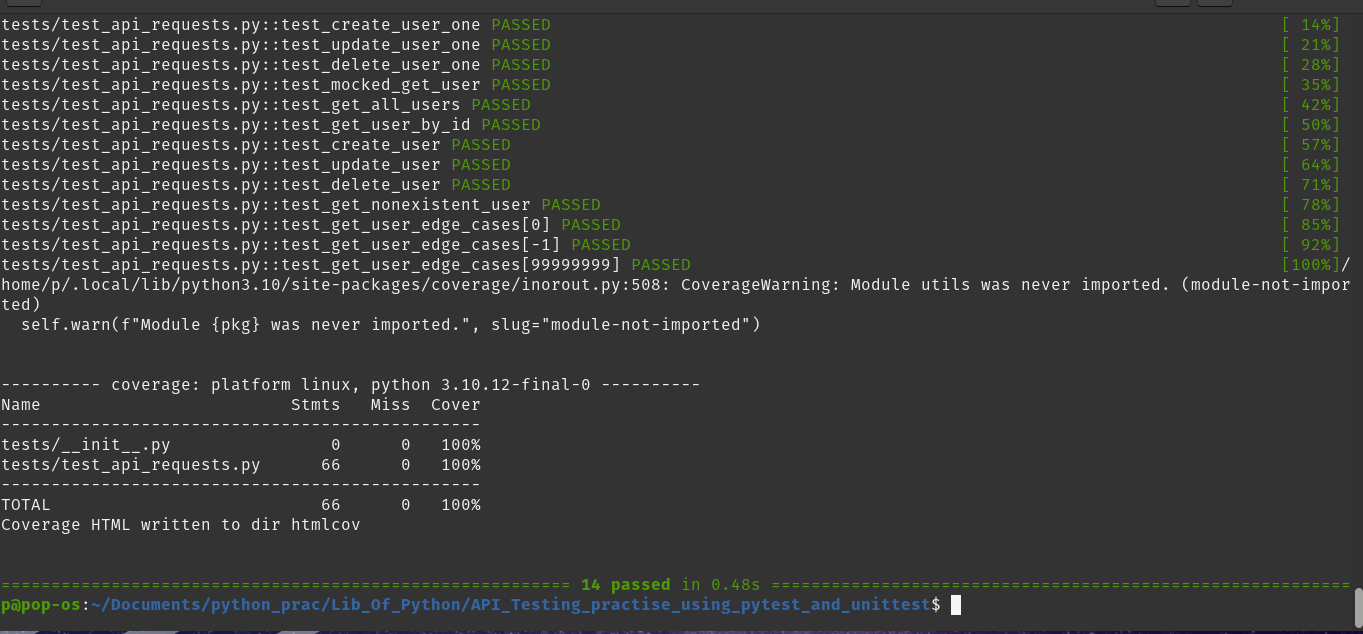 tests/test_api_requests.py::test_create_user_one PASSED [ 14%]
tests/test_api_requests.py::test_update_user_one PASSED [ 21%]
tests/test_api_requests.py::test_delete_user_one PASSED [ 28%]
tests/test_api_requests.py::test_mocked_get_user PASSED [ 35%]
tests/test_api_requests.py::test_get_all_users PASSED [ 42%]
tests/test_api_requests.py::test_get_user_by_id PASSED [ 50%]
tests/test_api_requests.py::test_create_user PASSED [ 57%]
tests/test_api_requests.py::test_update_user PASSED [ 64%]
tests/test_api_requests.py::test_delete_user PASSED [ 71%]
tests/test_api_requests.py::test_get_nonexistent_user PASSED [ 78%]
tests/test_api_requests.py::test_get_user_edge_cases[0] PASSED [ 85%]
tests/test_api_requests.py::test_get_user_edge_cases[-1] PASSED [ 92%]
tests/test_api_requests.py::test_get_user_edge_cases[99999999] PASSED [100%]/
home/p/.local/lib/python3.10/site-packages/coverage/inorout.py:508: CoverageWarning: Module utils was never imported. (module-not-impor
ted)
  self.warn(f"Module {pkg} was never imported.", slug="module-not-imported")
---------- coverage: platform linux, python 3.10.12-final-0 ----------
Name                         Stmts   Miss  Cover
------------------------------------------------
tests/__init__.py                0      0   100%
tests/test_api_requests.py      66      0   100%
------------------------------------------------
TOTAL                           66      0   100%
Coverage HTML written to dir htmlcov
========================================================= 14 passed in 0.48s ==========================================================
p@pop-os:~/Documents/python_prac/Lib_Of_Python/API_Testing_practise_using_pytest_and_unittest$